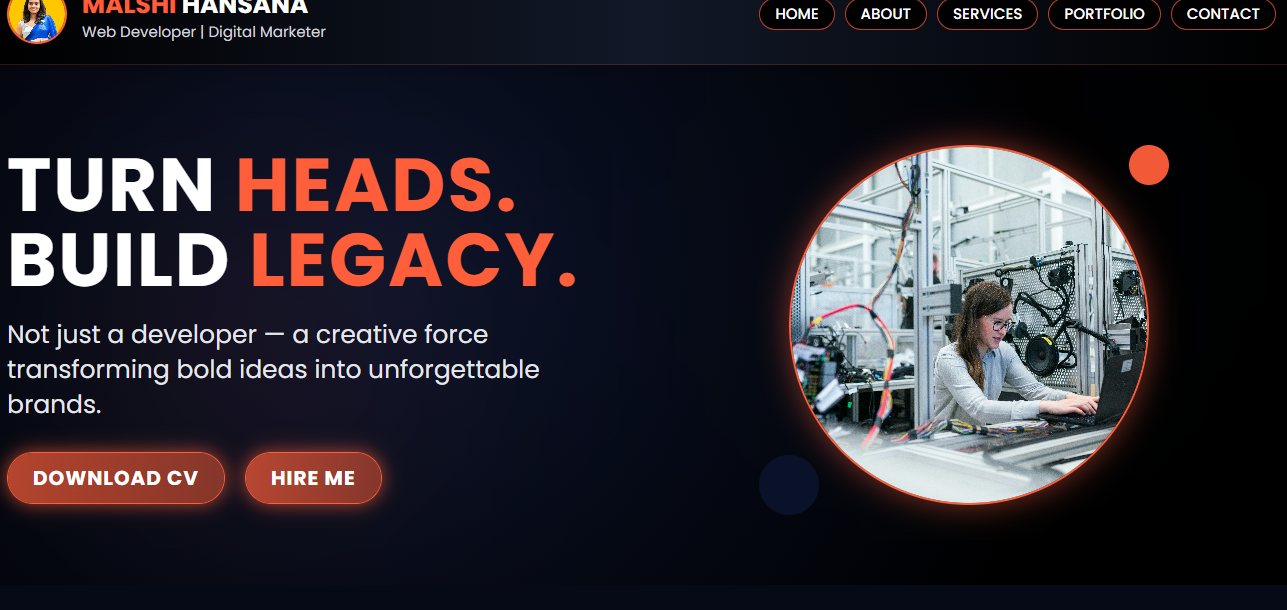 MALSHI HANSANA
Web Developer | Digital Marketer
HOME ABOUT SERVICES PORTFOLIO CONTACT
TURN HEADS.
BUILD LEGACY.
Not just a developer — a creative force
transforming bold ideas into unforgettable
brands.
DOWNLOAD CV HIRE ME